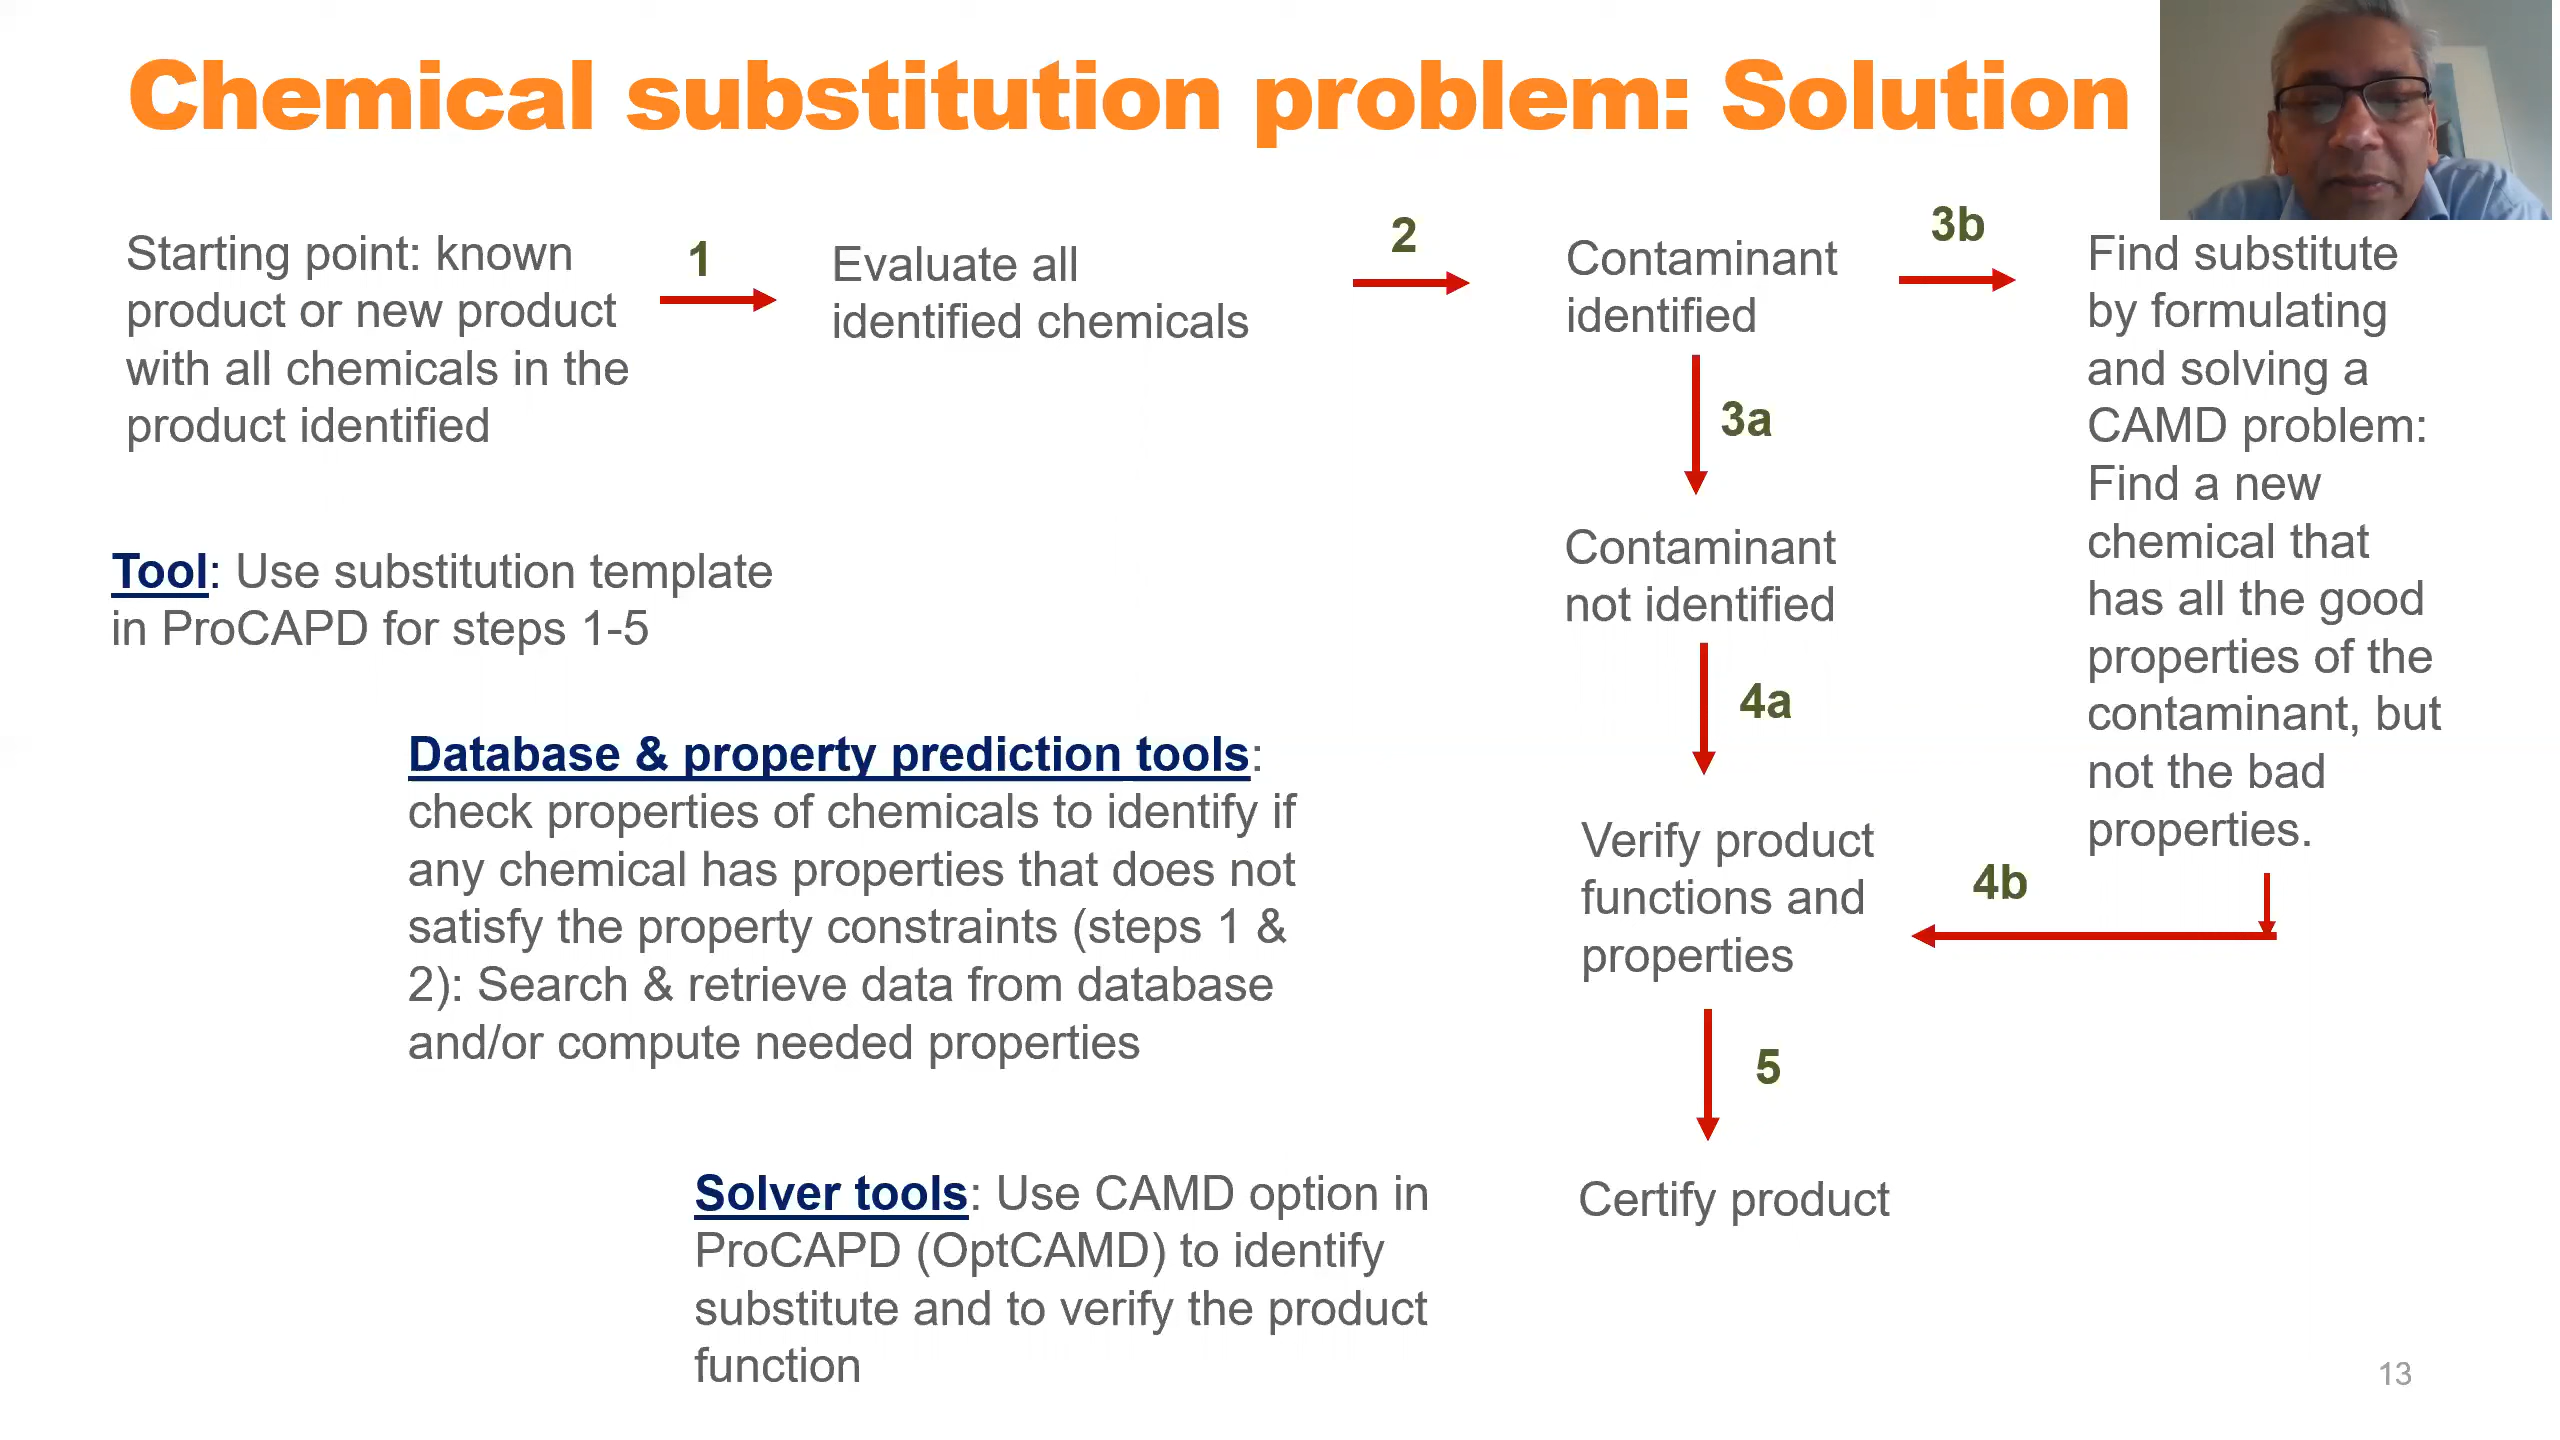 Chemical substitution problem: Solution
Starting point: known
product or new product
with all chemicals in the
product identified
1
Evaluate all
identified chemicals
2
Contaminant
identified
3b
Find substitute
by formulating
and solving a
CAMD problem:
Find a new
chemical that
has all the good
properties of the
contaminant, but
not the bad
properties.
3a
Contaminant
not identified
4a
Verify product
functions and
properties
4b
5
Certify product
Tool: Use substitution template
in ProCAPD for steps 1-5
Database & property prediction tools:
check properties of chemicals to identify if
any chemical has properties that does not
satisfy the property constraints (steps 1 &
2): Search & retrieve data from database
and/or compute needed properties
Solver tools: Use CAMD option in
ProCAPD (OptCAMD) to identify
substitute and to verify the product
function
13